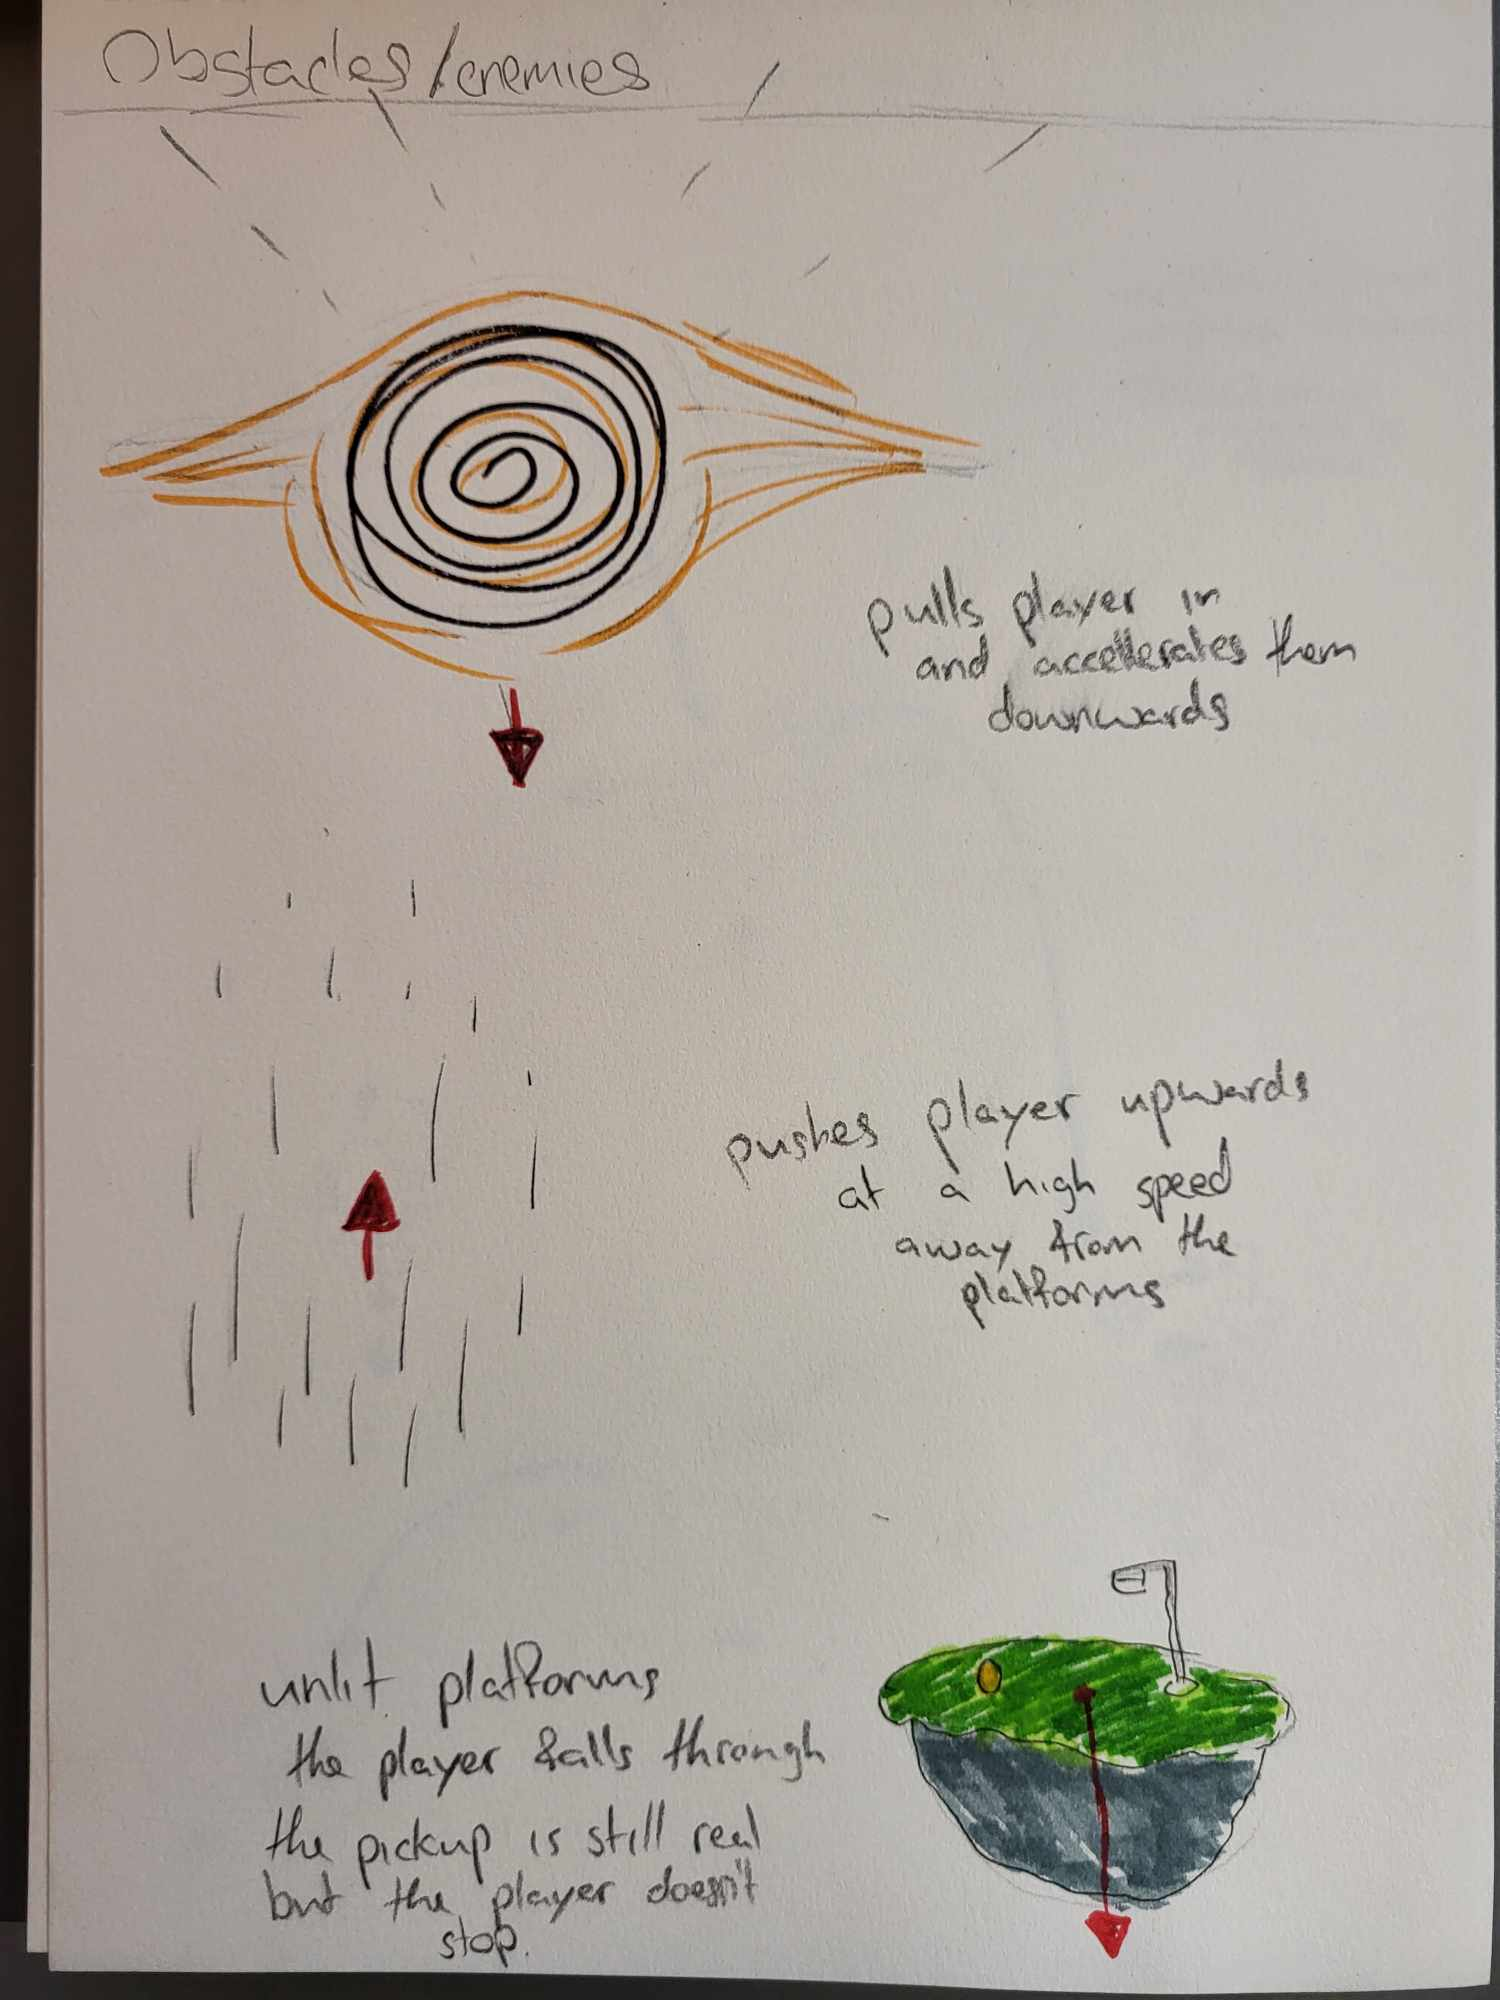 Obstacles/enemies
pulls player in
and accellerates them
downwards
pushes player upwards
at a high speed
away from the
platforms
unlit platforms
the player falls through
the pickup is still real
but the player doesn't
stop.